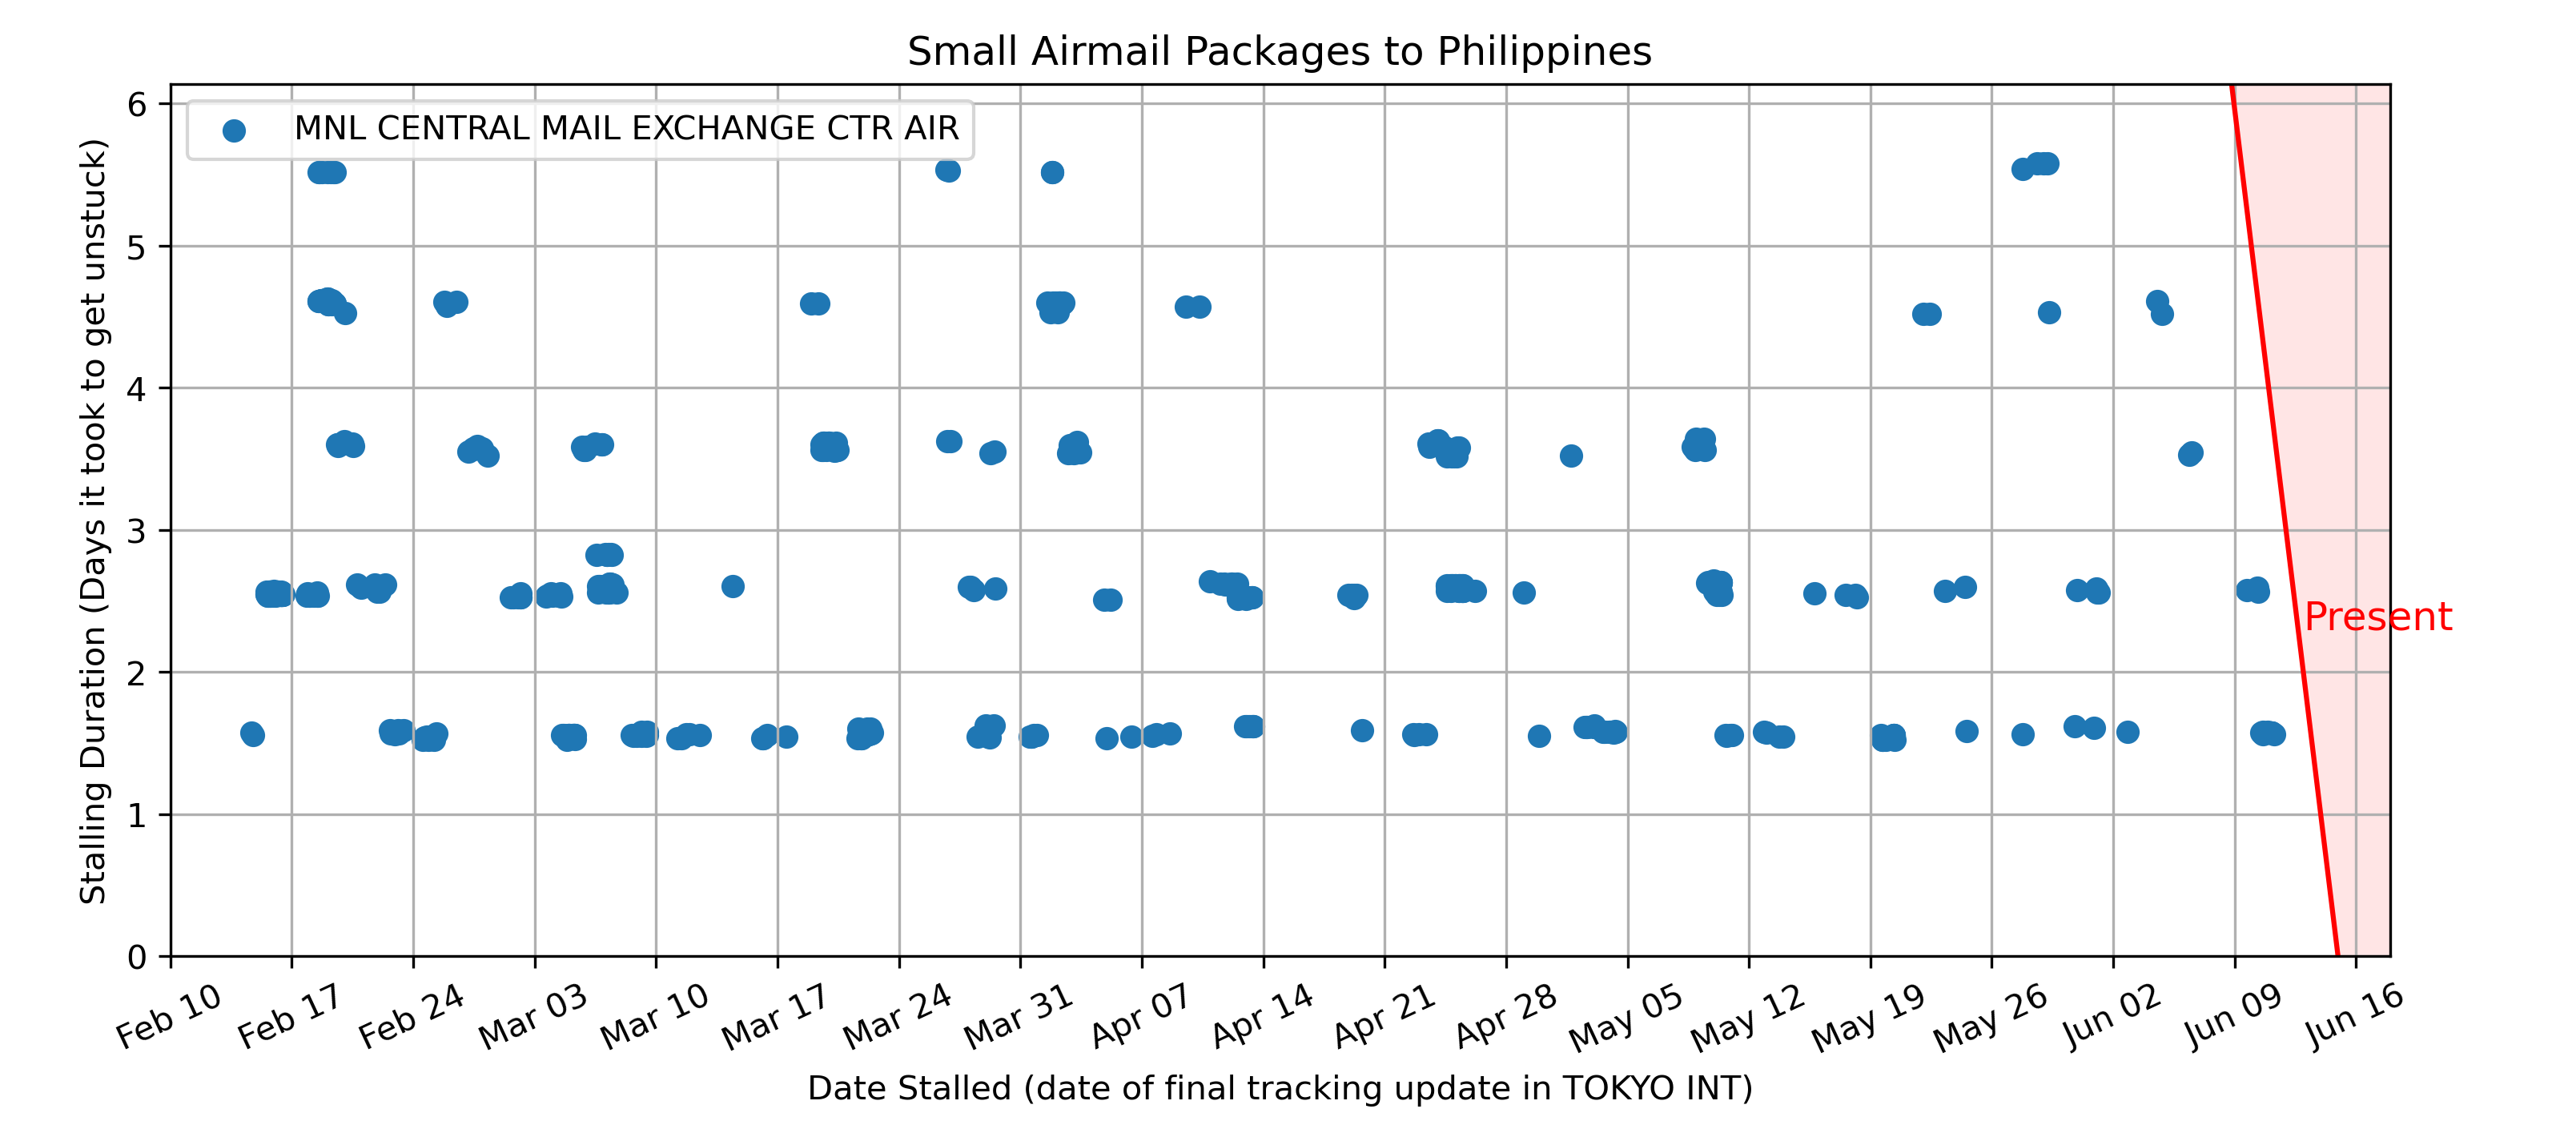 Small Airmail Packages to Philippines
MNL CENTRAL MAIL EXCHANGE CTR AIR
Stalling Duration (Days it took to get unstuck)
6
5
4
3
2
1
0
Present
Feb 10 Feb 17 Feb 24 Mar 03 Mar 10 Mar 17 Mar 24 Mar 31 Apr 07 Apr 14 Apr 21 Apr 28 May 05 May 12 May 19 May 26 Jun 02 Jun 09 Jun 16
Date Stalled (date of final tracking update in TOKYO INT)